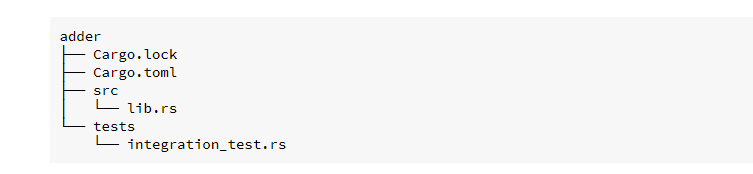 adder
├── Cargo.lock
├── Cargo.toml
├── src
│   └── lib.rs
└── tests
    └── integration_test.rs